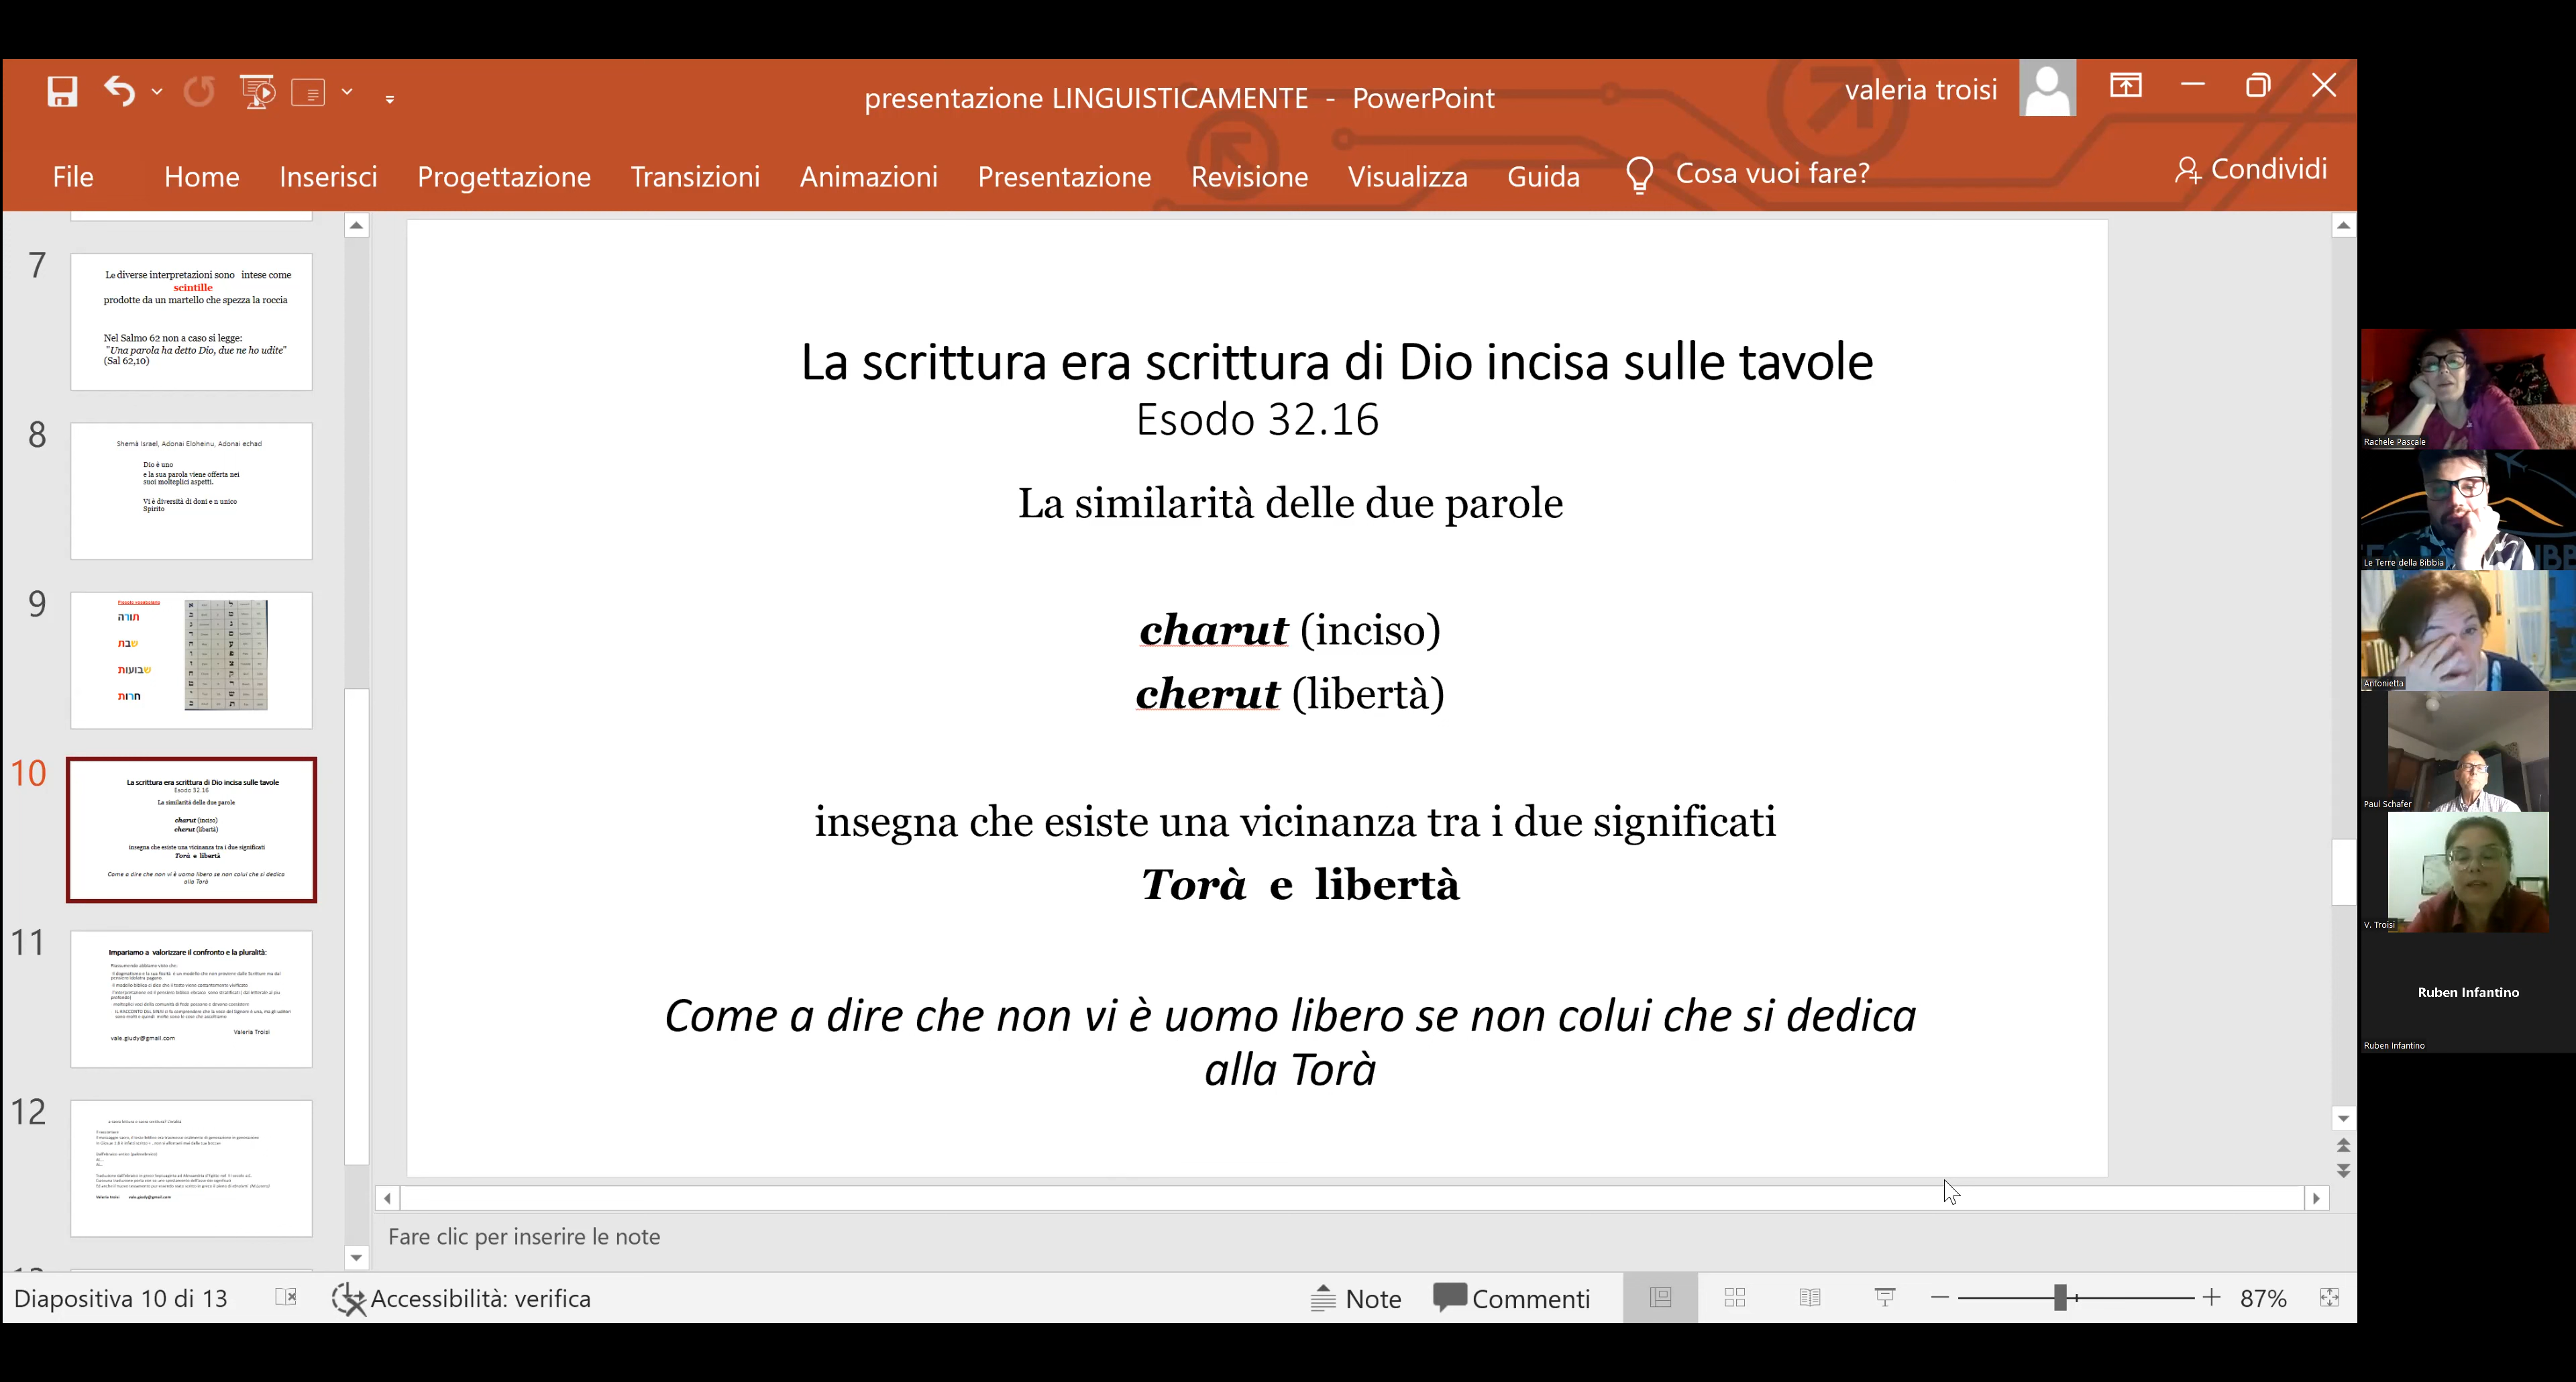 presentazione LINGUISTICAMENTE - PowerPoint
valeria troisi
File Home Inserisci Progettazione Transizioni Animazioni Presentazione Revisione Visualizza Guida Cosa vuoi fare? Condividi
7
Le diverse interpretazioni sono intese come
scintille
prodotte da un martello che spezza la roccia
Nel Salmo 62 non a caso si legge:
"Una parola ha detto Dio, due ne ho udite"
(Sal 62,10)
8
Shemà Israel, Adonai Eloheinu, Adonai echad
Dio è uno
e la sua parola viene offerta nei
suoi molteplici aspetti.
Vi è diversità di doni e n unico
Spirito
9
תורה
שבת
שבועות
חרות
10
La scrittura era scrittura di Dio incisa sulle tavole
Esodo 32.16
La similarità delle due parole
charut (inciso)
cherut (libertà)
insegna che esiste una vicinanza tra i due significati
Torà e libertà
Come a dire che non vi è uomo libero se non colui che si dedica
alla Torà
11
Impariamo a valorizzare il confronto e la pluralità:
Valeria Troisi
vale.giudy@gmail.com
12
Valeria troisi vale.giudy@gmail.com
La scrittura era scrittura di Dio incisa sulle tavole
Esodo 32.16
La similarità delle due parole
charut (inciso)
cherut (libertà)
insegna che esiste una vicinanza tra i due significati
Torà e libertà
Come a dire che non vi è uomo libero se non colui che si dedica
alla Torà
Fare clic per inserire le note
Diapositiva 10 di 13 Accessibilità: verifica Note Commenti 87%
Rachele Pascale
Le Terre della Bibbia
Antonietta
Paul Schafer
V. Troisi
Ruben Infantino
Ruben Infantino